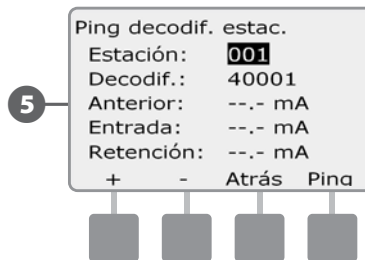 Ping decodif. estac.
Estación: 001
Decodif.: 40001
5
Anterior: --.- mA
Entrada: --.- mA
Retención: --.- mA
+ - Atrás Ping